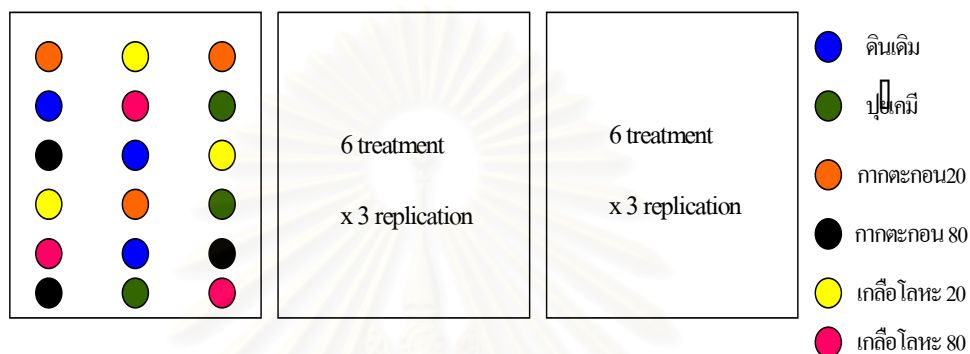 6 treatment
x 3 replication
6 treatment
x 3 replication
ดินเดิม
ปุ๋ยเคมี
กากตะกอน20
กากตะกอน 80
เกลือโลหะ 20
เกลือโลหะ 80